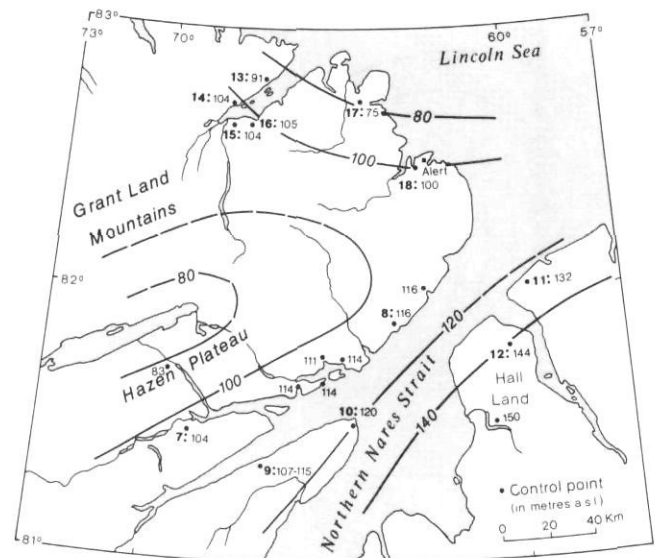 83°
73°
70°
60°
57°
Lincoln Sea
13: 91
14: 104
16: 105
15: 104
17: 75
80
100
Alert
18: 100
Grant Land
Mountains
82°
80
116
8: 116
11: 132
120
12: 144
Hazen Plateau
83
111
114
100
114
114
Hall
Land
150
10: 120
140
7: 104
9: 107-115
Northern Nares Strait
Control point
(in metres a.s.l)
0 20 40 Km
81°